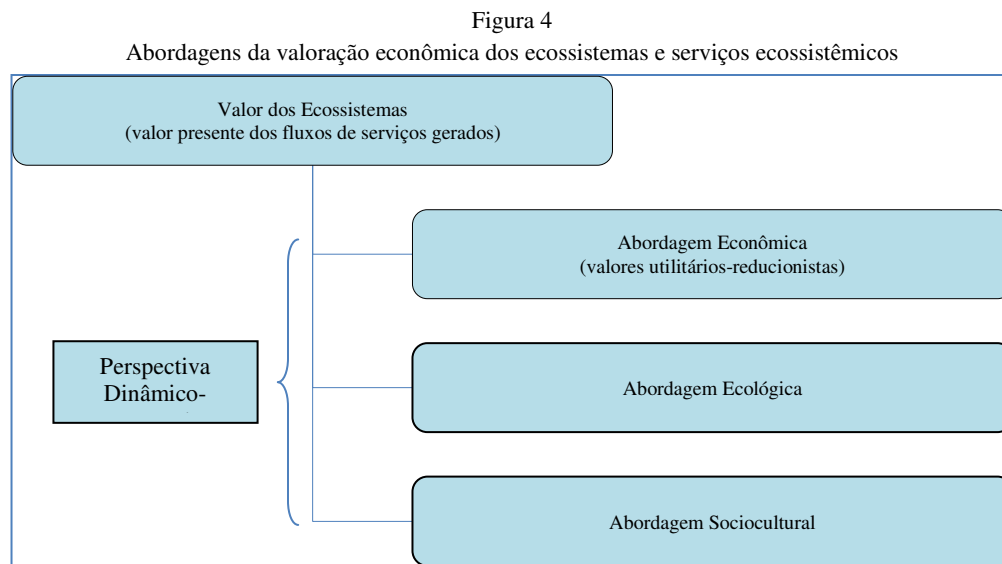 Figura 4
Abordagens da valoração econômica dos ecossistemas e serviços ecossistêmicos
Valor dos Ecossistemas
(valor presente dos fluxos de serviços gerados)
Abordagem Econômica
(valores utilitários-reducionistas)
Perspectiva
Dinâmico-
Abordagem Ecológica
Abordagem Sociocultural